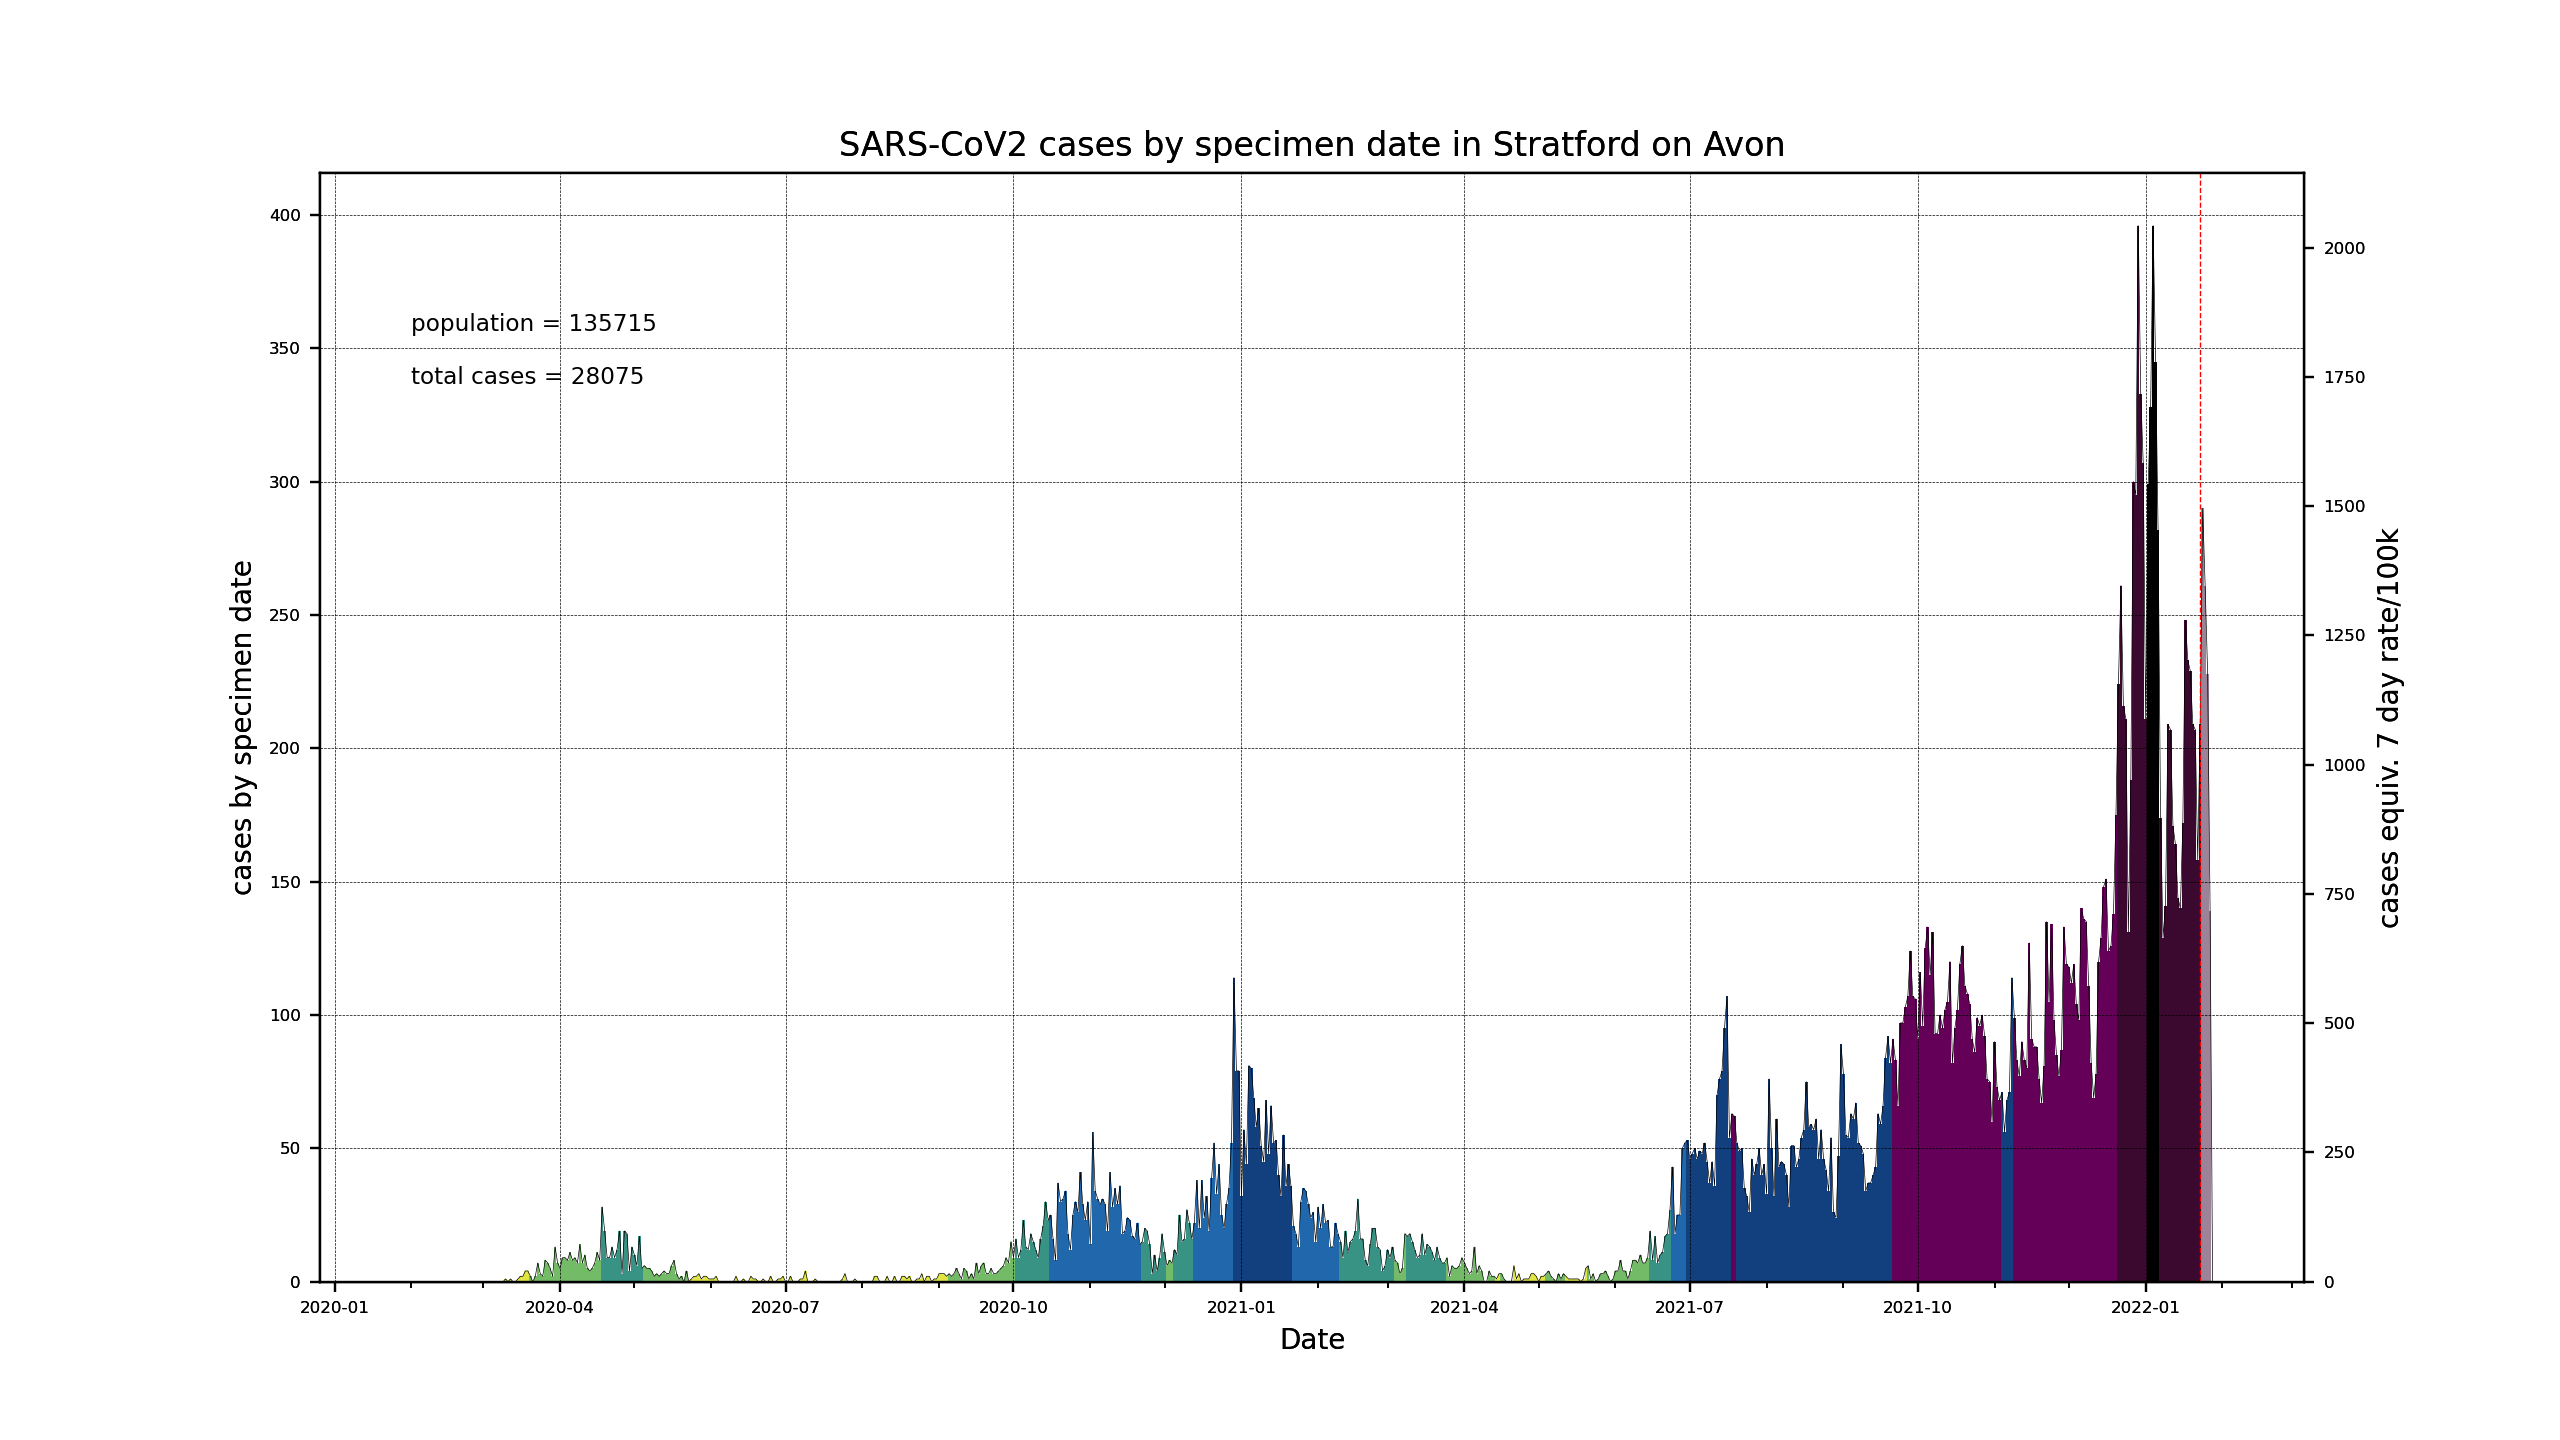 SARS-CoV2 cases by specimen date in Stratford on Avon
population = 135715
total cases = 28075
cases by specimen date
400
350
300
250
200
150
100
50
0
2000
1750
1500
1250
1000
750
500
250
0
cases equiv. 7 day rate/100k
2020-01 2020-04 2020-07 2020-10 2021-01 2021-04 2021-07 2021-10 2022-01
Date